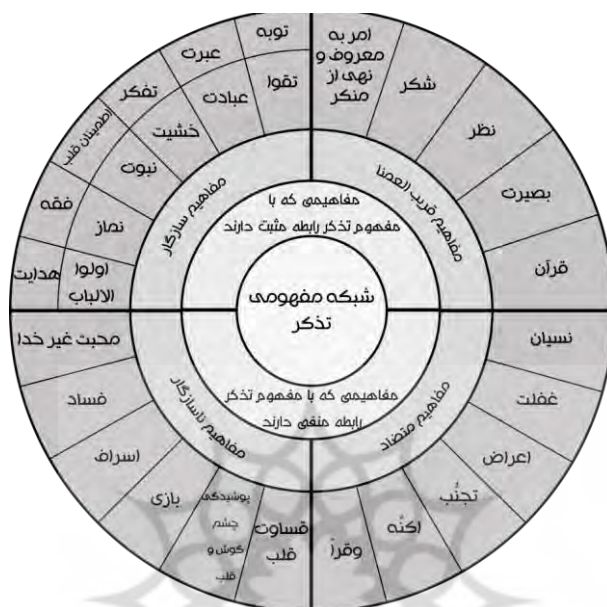 شبکه مفهومی
تذکر
مفاهیمی که با
مفهوم تذکر رابطه مثبت دارند
مفاهیم قریب المعنا
امر به
معروف و
نهی از
منکر
شکر
نظر
بصیرت
قرآن
مفاهیم سازگار
توبه
عبرت
تفکر
اطمینان قلب
فقه
هدایت
تقوا
عبادت
خشیت
نبوت
نماز
اولوا
الالباب
مفاهیمی که با مفهوم تذکر
رابطه منفی دارند
مفاهیم متضاد
نسیان
غفلت
اعراض
تجنُّب
اکنّه
وقراً
مفاهیم ناسازگار
محبت غیر خدا
فساد
اسراف
بازی
پوشیدگی
چشم
گوش و
قلب
قساوت
قلب